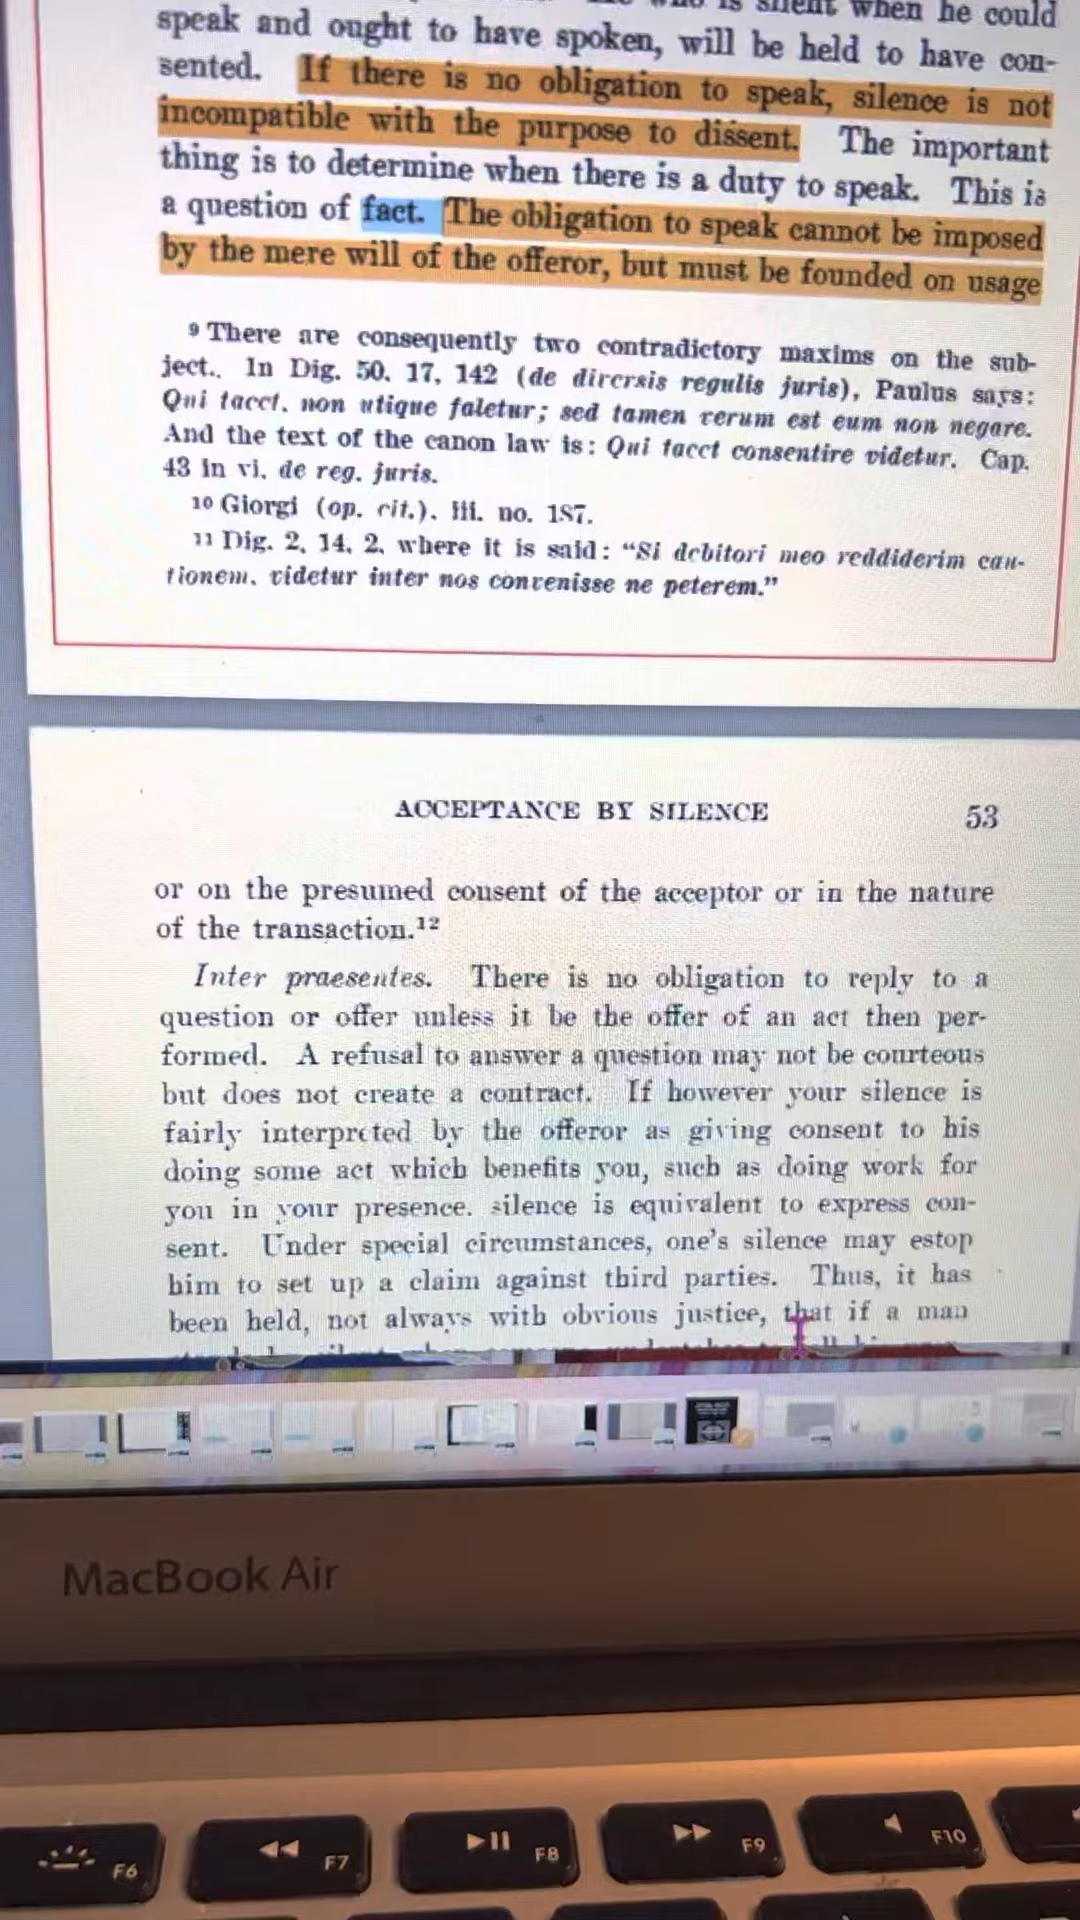 is silent when he could
speak and ought to have spoken, will be held to have con-
sented. If there is no obligation to speak, silence is not
incompatible with the purpose to dissent. The important
thing is to determine when there is a duty to speak. This is
a question of fact. The obligation to speak cannot be imposed
by the mere will of the offeror, but must be founded on usage
9 There are consequently two contradictory maxims on the sub-
ject. In Dig. 50. 17, 142 (de diversis regulis juris), Paulus says:
Qui tacet, non utique fatetur; sed tamen verum est eum non negare.
And the text of the canon law is: Qui tacet consentire videtur. Cap.
43 in vi. de reg. juris.
10 Giorgi (op. cit.). iii. no. 187.
11 Dig. 2, 14, 2, where it is said: "Si debitori meo reddiderim cau-
tionem, videtur inter nos convenisse ne peterem."
ACCEPTANCE BY SILENCE 53
or on the presumed consent of the acceptor or in the nature
of the transaction.12
Inter praesentes. There is no obligation to reply to a
question or offer unless it be the offer of an act then per-
formed. A refusal to answer a question may not be courteous
but does not create a contract. If however your silence is
fairly interpreted by the offeror as giving consent to his
doing some act which benefits you, such as doing work for
you in your presence. silence is equivalent to express con-
sent. Under special circumstances, one's silence may estop
him to set up a claim against third parties. Thus, it has
been held, not always with obvious justice, that if a man
MacBook Air
F6
F7
F8
F9
F10